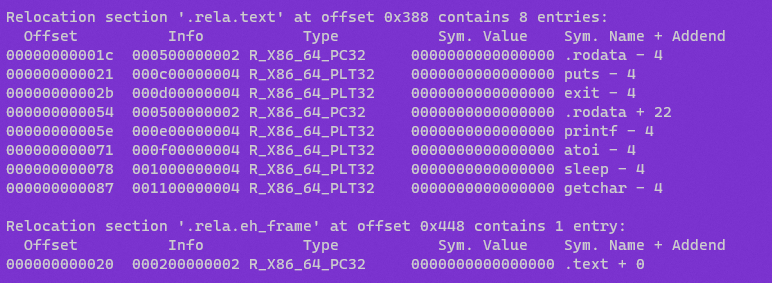 Relocation section '.rela.text' at offset 0x388 contains 8 entries:
  Offset          Info           Type           Sym. Value    Sym. Name + Addend
00000000001c  000500000002 R_X86_64_PC32     0000000000000000 .rodata - 4
000000000021  000c00000004 R_X86_64_PLT32    0000000000000000 puts - 4
00000000002b  000d00000004 R_X86_64_PLT32    0000000000000000 exit - 4
000000000054  000500000002 R_X86_64_PC32     0000000000000000 .rodata + 22
00000000005e  000e00000004 R_X86_64_PLT32    0000000000000000 printf - 4
000000000071  000f00000004 R_X86_64_PLT32    0000000000000000 atoi - 4
000000000078  001000000004 R_X86_64_PLT32    0000000000000000 sleep - 4
000000000087  001100000004 R_X86_64_PLT32    0000000000000000 getchar - 4

Relocation section '.rela.eh_frame' at offset 0x448 contains 1 entry:
  Offset          Info           Type           Sym. Value    Sym. Name + Addend
000000000020  000200000002 R_X86_64_PC32     0000000000000000 .text + 0